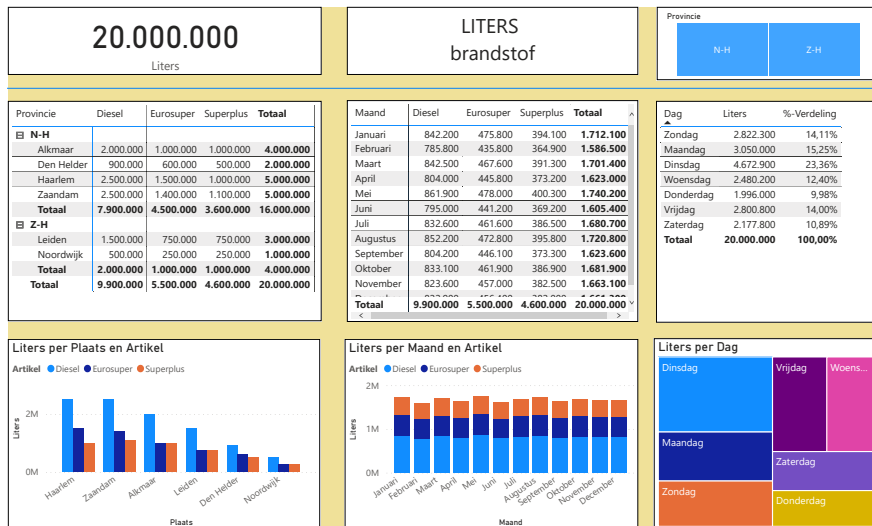 20.000.000
Liters
LITERS
brandstof
Provincie
N-H Z-H
Provincie Diesel Eurosuper Superplus Totaal
N-H
Alkmaar 2.000.000 1.000.000 1.000.000 4.000.000
Den Helder 900.000 600.000 500.000 2.000.000
Haarlem 2.500.000 1.500.000 1.000.000 5.000.000
Zaandam 2.500.000 1.400.000 1.100.000 5.000.000
Totaal 7.900.000 4.500.000 3.600.000 16.000.000
Z-H
Leiden 1.500.000 750.000 750.000 3.000.000
Noordwijk 500.000 250.000 250.000 1.000.000
Totaal 2.000.000 1.000.000 1.000.000 4.000.000
Totaal 9.900.000 5.500.000 4.600.000 20.000.000
Maand Diesel Eurosuper Superplus Totaal
Januari 842.200 475.800 394.100 1.712.100
Februari 785.800 435.800 364.900 1.586.500
Maart 842.500 467.600 391.300 1.701.400
April 804.000 445.800 373.200 1.623.000
Mei 861.900 478.000 400.300 1.740.200
Juni 795.000 441.200 369.200 1.605.400
Juli 832.600 461.600 386.500 1.680.700
Augustus 852.200 472.800 395.800 1.720.800
September 804.200 446.100 373.300 1.623.600
Oktober 833.100 461.900 386.900 1.681.900
November 823.600 457.000 382.500 1.663.100
Totaal 9.900.000 5.500.000 4.600.000 20.000.000
Dag Liters %-Verdeling
Zondag 2.822.300 14,11%
Maandag 3.050.000 15,25%
Dinsdag 4.672.900 23,36%
Woensdag 2.480.200 12,40%
Donderdag 1.996.000 9,98%
Vrijdag 2.800.800 14,00%
Zaterdag 2.177.800 10,89%
Totaal 20.000.000 100,00%
Liters per Plaats en Artikel
Artikel Diesel Eurosuper Superplus
2M
0M
Liters
Haarlem Zaandam Alkmaar Leiden Den Helder Noordwijk
Plaats
Liters per Maand en Artikel
Artikel Diesel Eurosuper Superplus
2M
1M
0M
Liters
Januari Februari Maart April Mei Juni Juli Augustus September Oktober November December
Maand
Liters per Dag
Dinsdag Vrijdag Woens...
Maandag
Zaterdag
Zondag
Donderdag